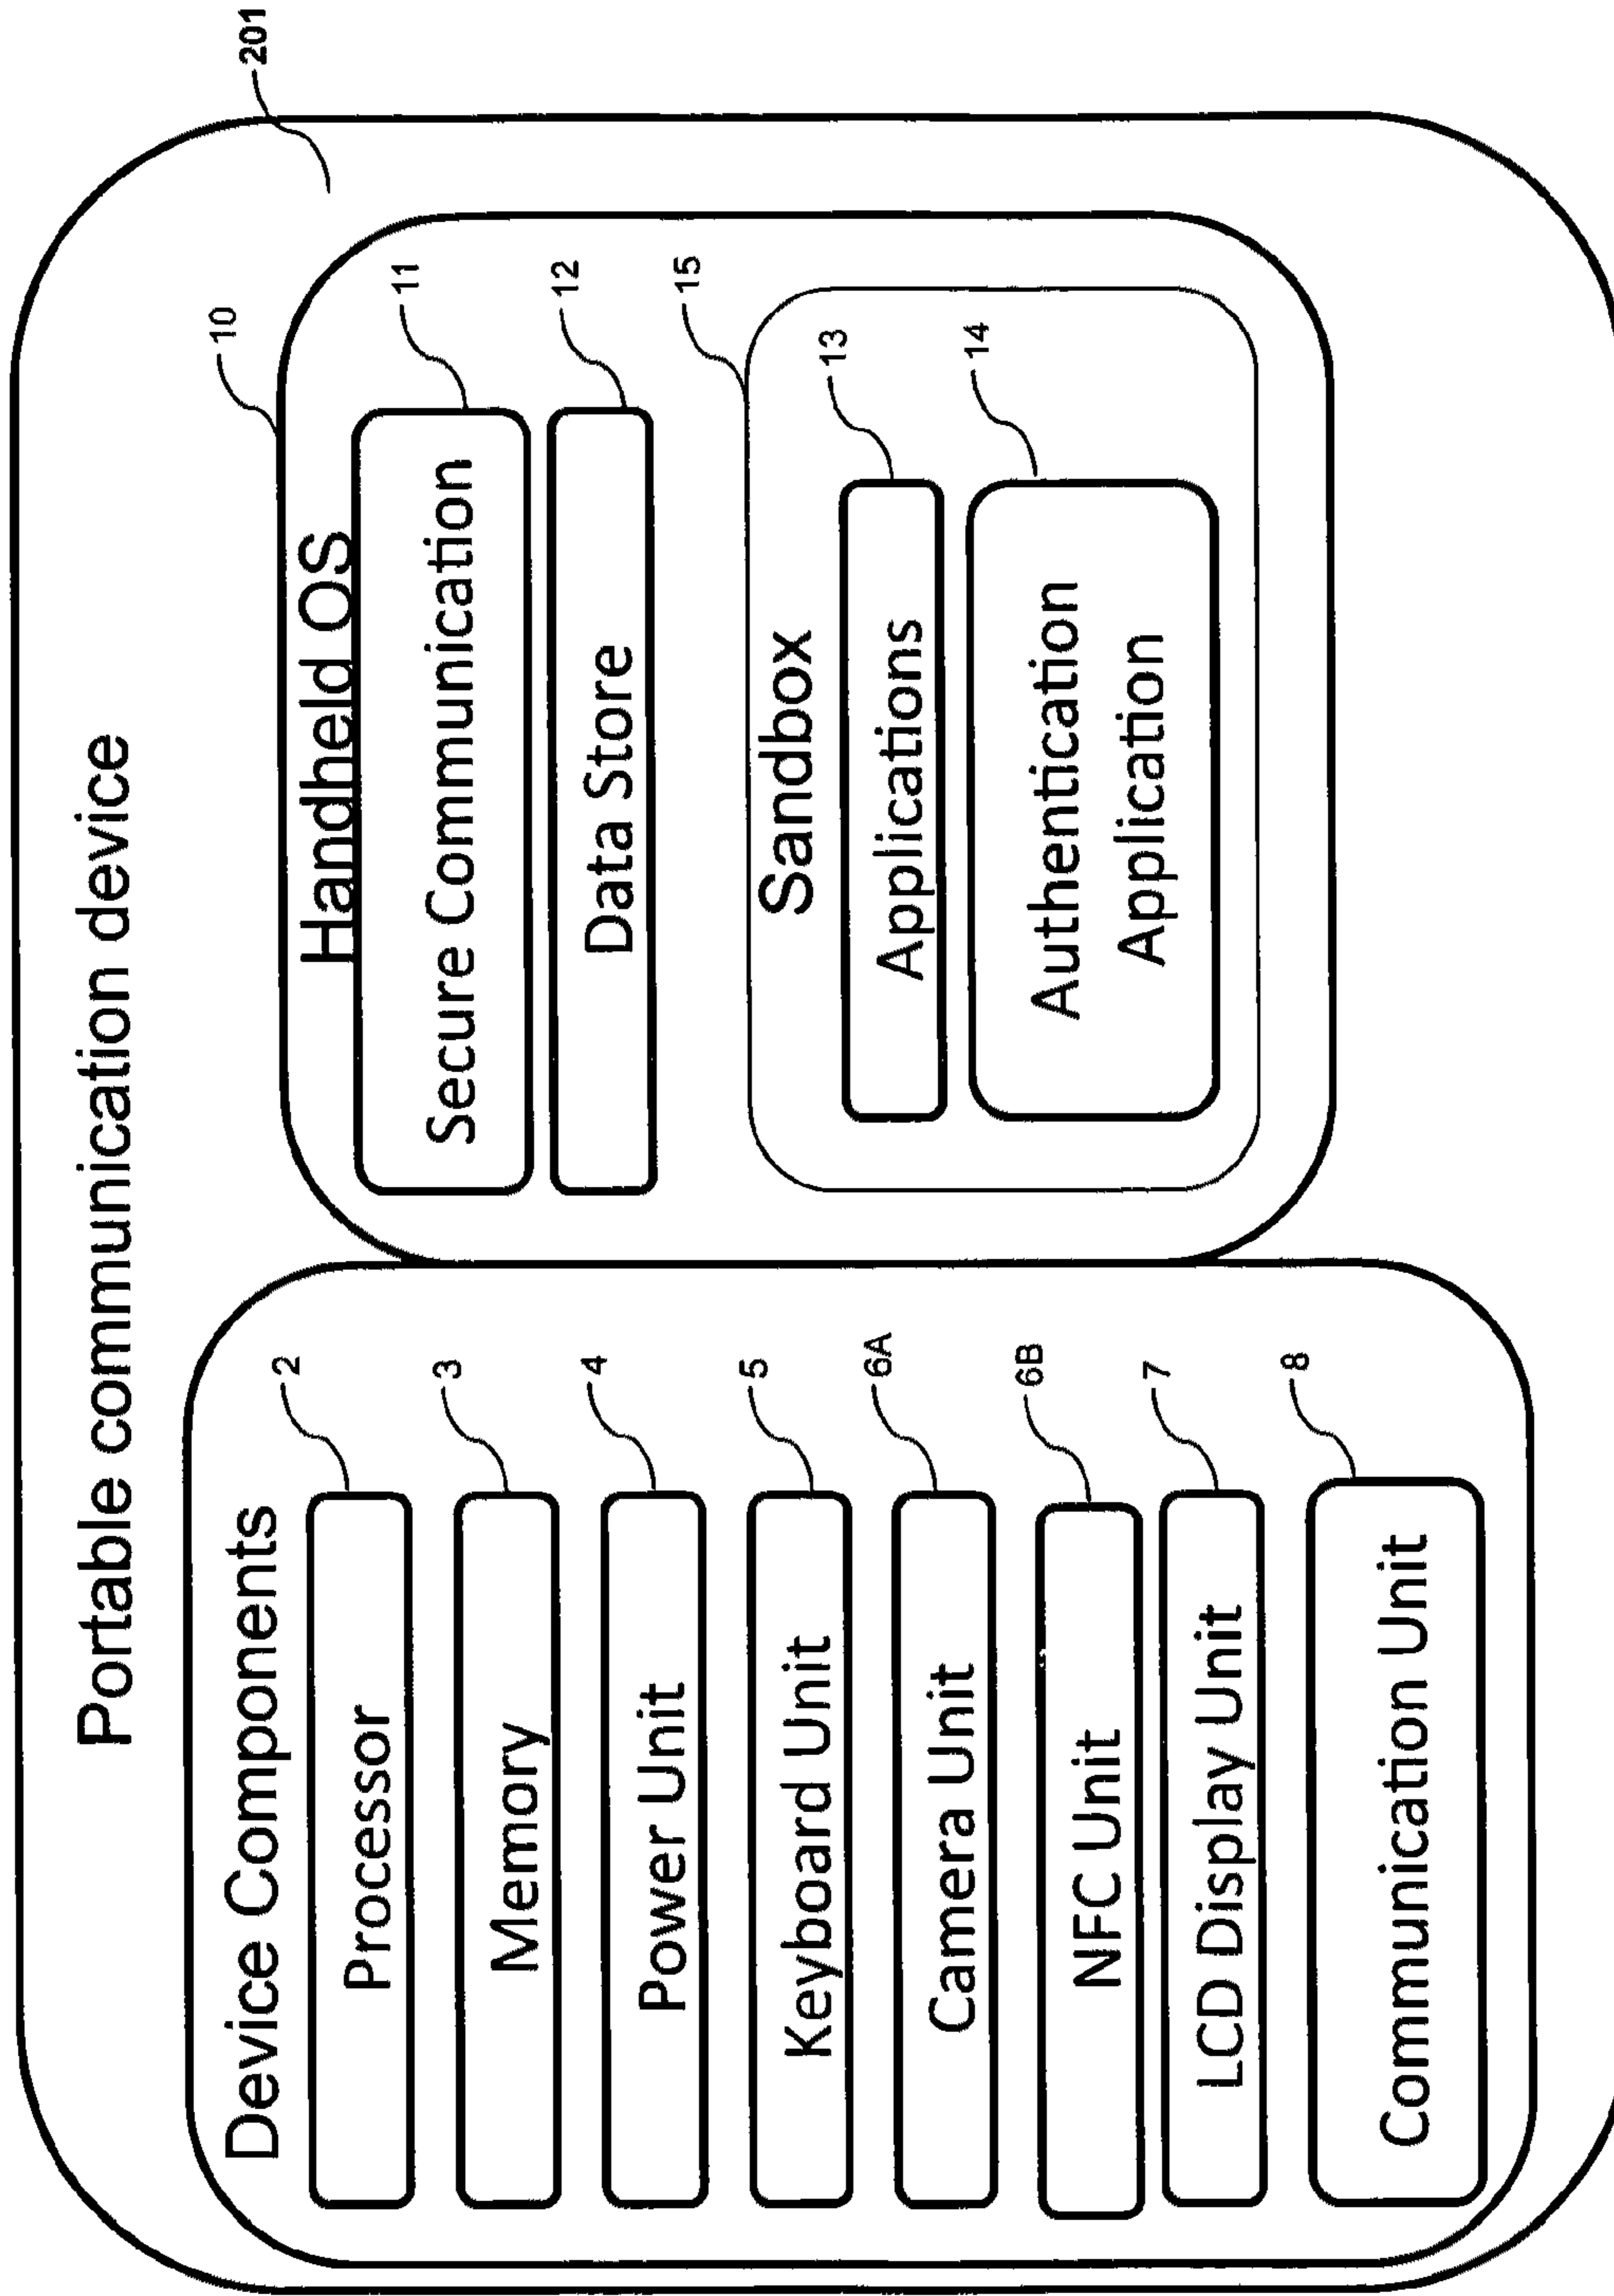 Portable communication device
201
Device Components
Processor
2
Memory
3
Power Unit
4
Keyboard Unit
5
Camera Unit
6A
NFC Unit
6B
LCD Display Unit
7
Communication Unit
8
10
Handheld OS
Secure Communication
11
Data Store
12
15
Sandbox
Applications
13
Authentication
Application
14